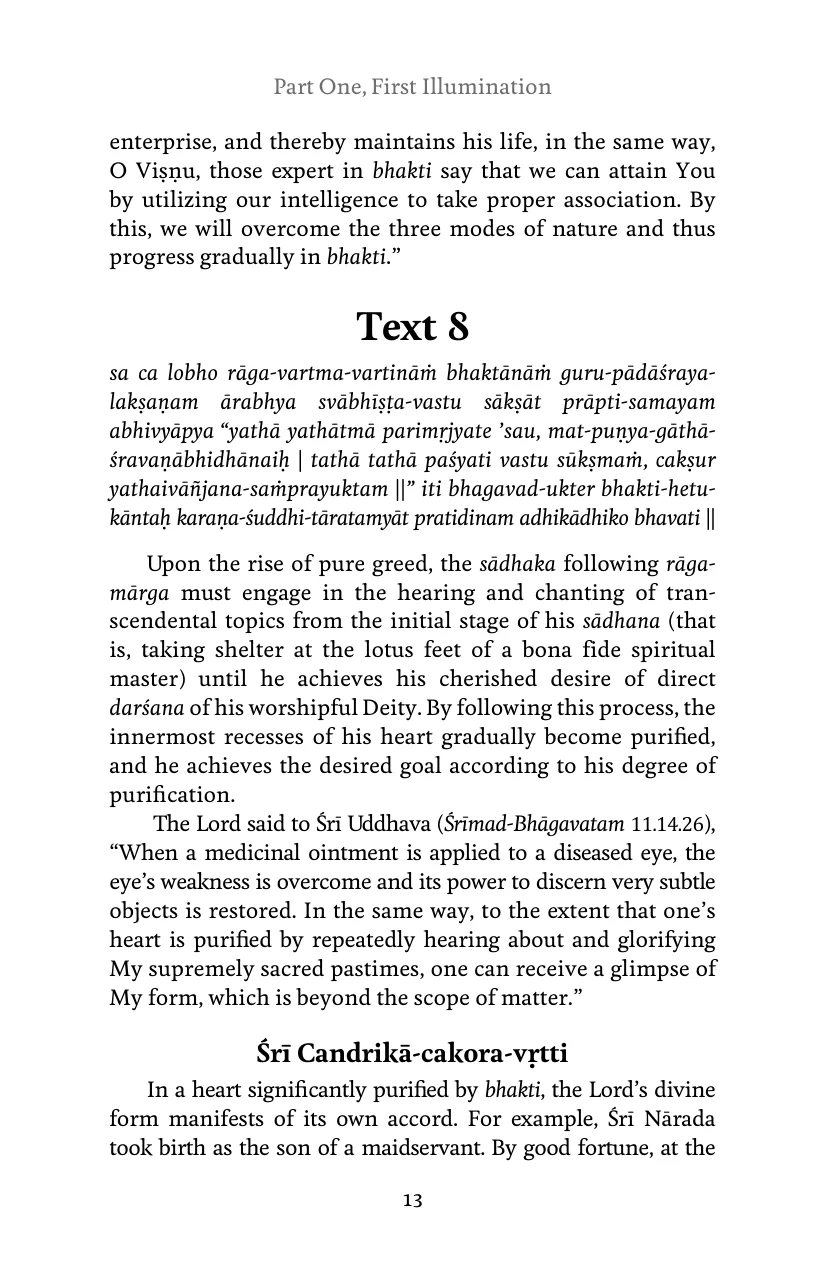 Part One, First Illumination
enterprise, and thereby maintains his life, in the same way,
O Viṣṇu, those expert in bhakti say that we can attain You
by utilizing our intelligence to take proper association. By
this, we will overcome the three modes of nature and thus
progress gradually in bhakti.”
Text 8
sa ca lobho rāga-vartma-vartināṁ bhaktānāṁ guru-pādāśraya-
lakṣaṇam ārabhya svābhīṣṭa-vastu sākṣāt prāpti-samayam
abhivyāpya “yathā yathātmā parimṛjyate ’sau, mat-puṇya-gāthā-
śravaṇābhidhānaiḥ | tathā tathā paśyati vastu sūkṣmaṁ, cakṣur
yathaivāñjana-saṁprayuktam ||” iti bhagavad-ukter bhakti-hetu-
kāntaḥ karaṇa-śuddhi-tāratamyāt pratidinam adhikādhiko bhavati ||
Upon the rise of pure greed, the sādhaka following rāga-
mārga must engage in the hearing and chanting of tran-
scendental topics from the initial stage of his sādhana (that
is, taking shelter at the lotus feet of a bona fide spiritual
master) until he achieves his cherished desire of direct
darśana of his worshipful Deity. By following this process, the
innermost recesses of his heart gradually become purified,
and he achieves the desired goal according to his degree of
purification.
The Lord said to Śrī Uddhava (Śrīmad-Bhāgavatam 11.14.26),
“When a medicinal ointment is applied to a diseased eye, the
eye’s weakness is overcome and its power to discern very subtle
objects is restored. In the same way, to the extent that one’s
heart is purified by repeatedly hearing about and glorifying
My supremely sacred pastimes, one can receive a glimpse of
My form, which is beyond the scope of matter.”
Śrī Candrikā-cakora-vṛtti
In a heart significantly purified by bhakti, the Lord’s divine
form manifests of its own accord. For example, Śrī Nārada
took birth as the son of a maidservant. By good fortune, at the
13